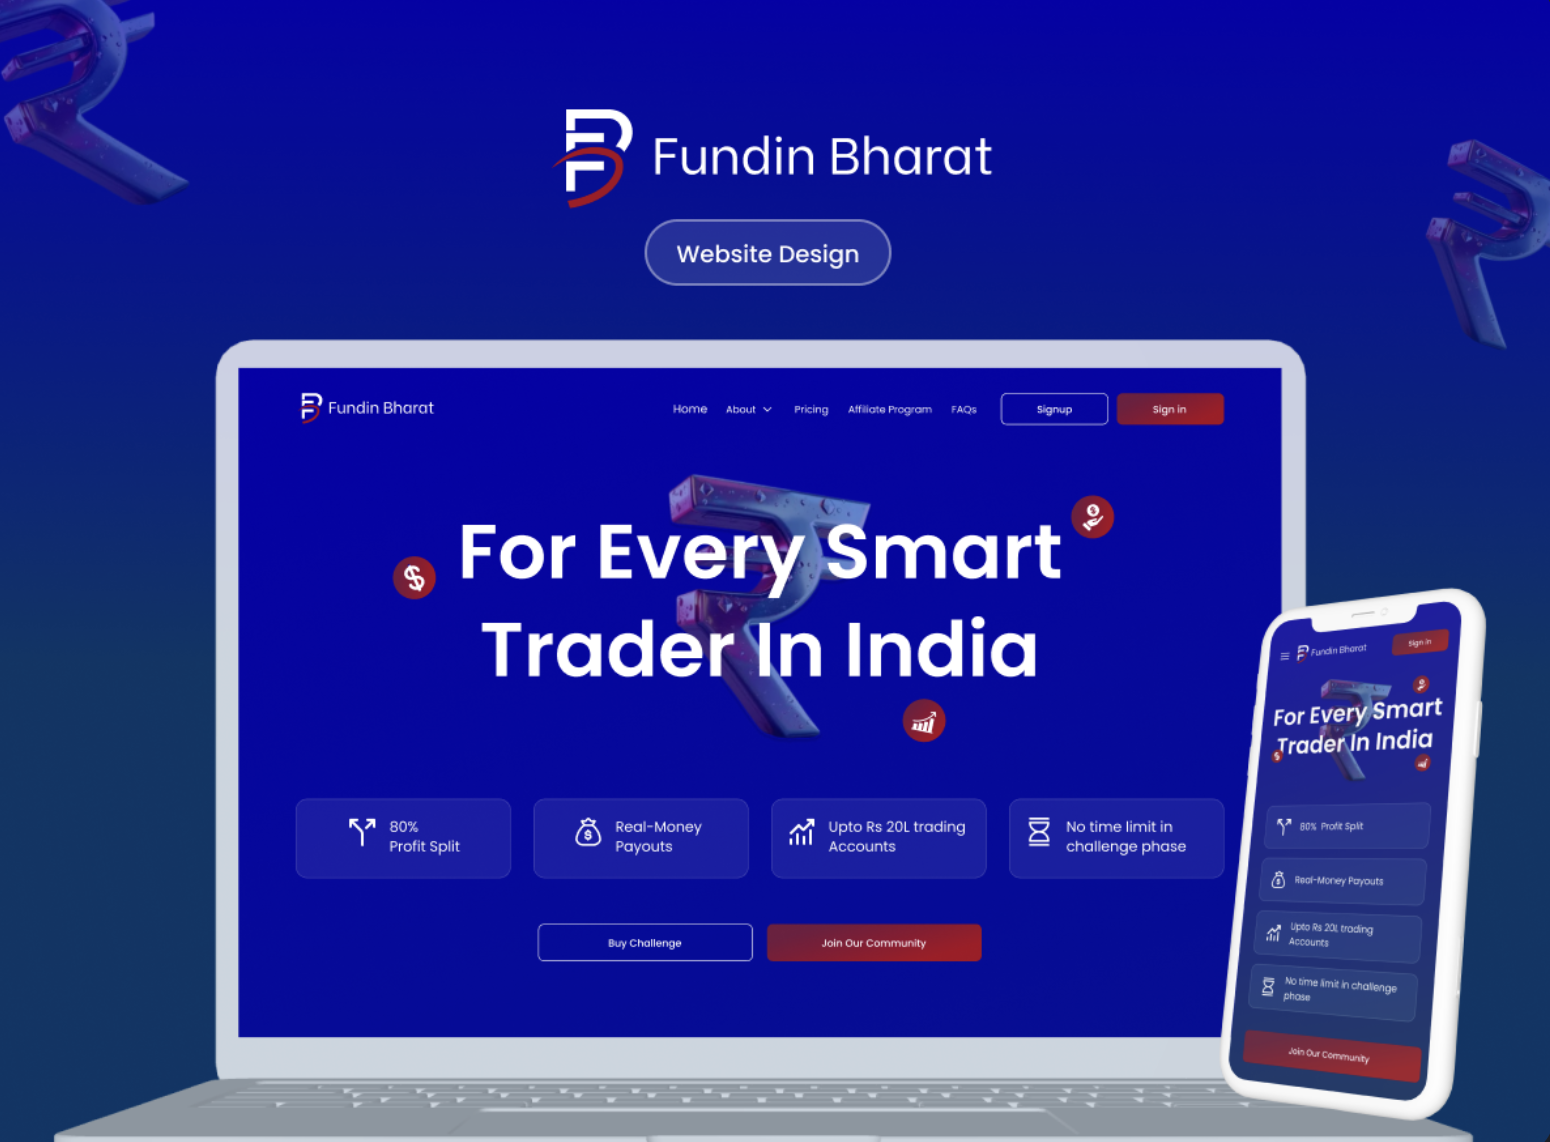 Fundin Bharat
Website Design
Fundin Bharat
Home
About
Pricing
Affiliate Program
FAQs
Signup
Sign in
For Every Smart
Trader In India
80%
Profit Split
Real-Money
Payouts
Upto Rs 20L trading
Accounts
No time limit in
challenge phase
Buy Challenge
Join Our Community
Fundin Bharat
Sign in
For Every Smart
Trader In India
80% Profit Split
Real-Money Payouts
Upto Rs 20L trading
Accounts
No time limit in challenge
phase
Join Our Community